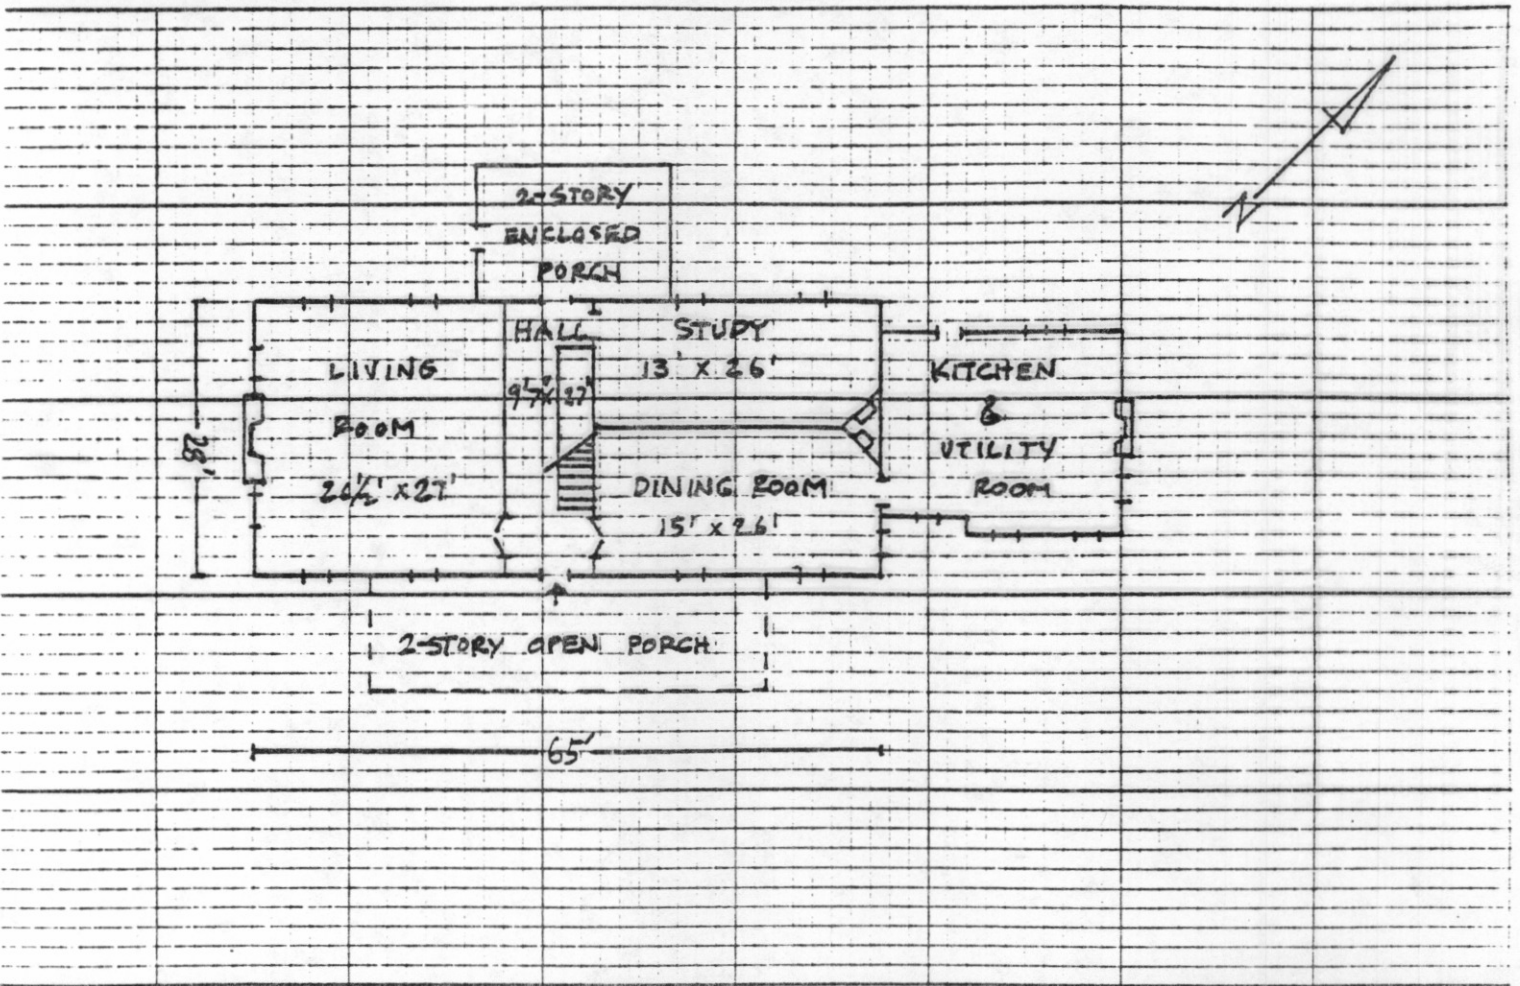 2-STORY
ENCLOSED
PORCH
HALL
9'7" x 27'
STUDY
13' x 26'
LIVING
ROOM
26½' x 27'
KITCHEN
&
UTILITY
ROOM
28'
DINING ROOM
15' x 26'
2-STORY OPEN PORCH
65'
N